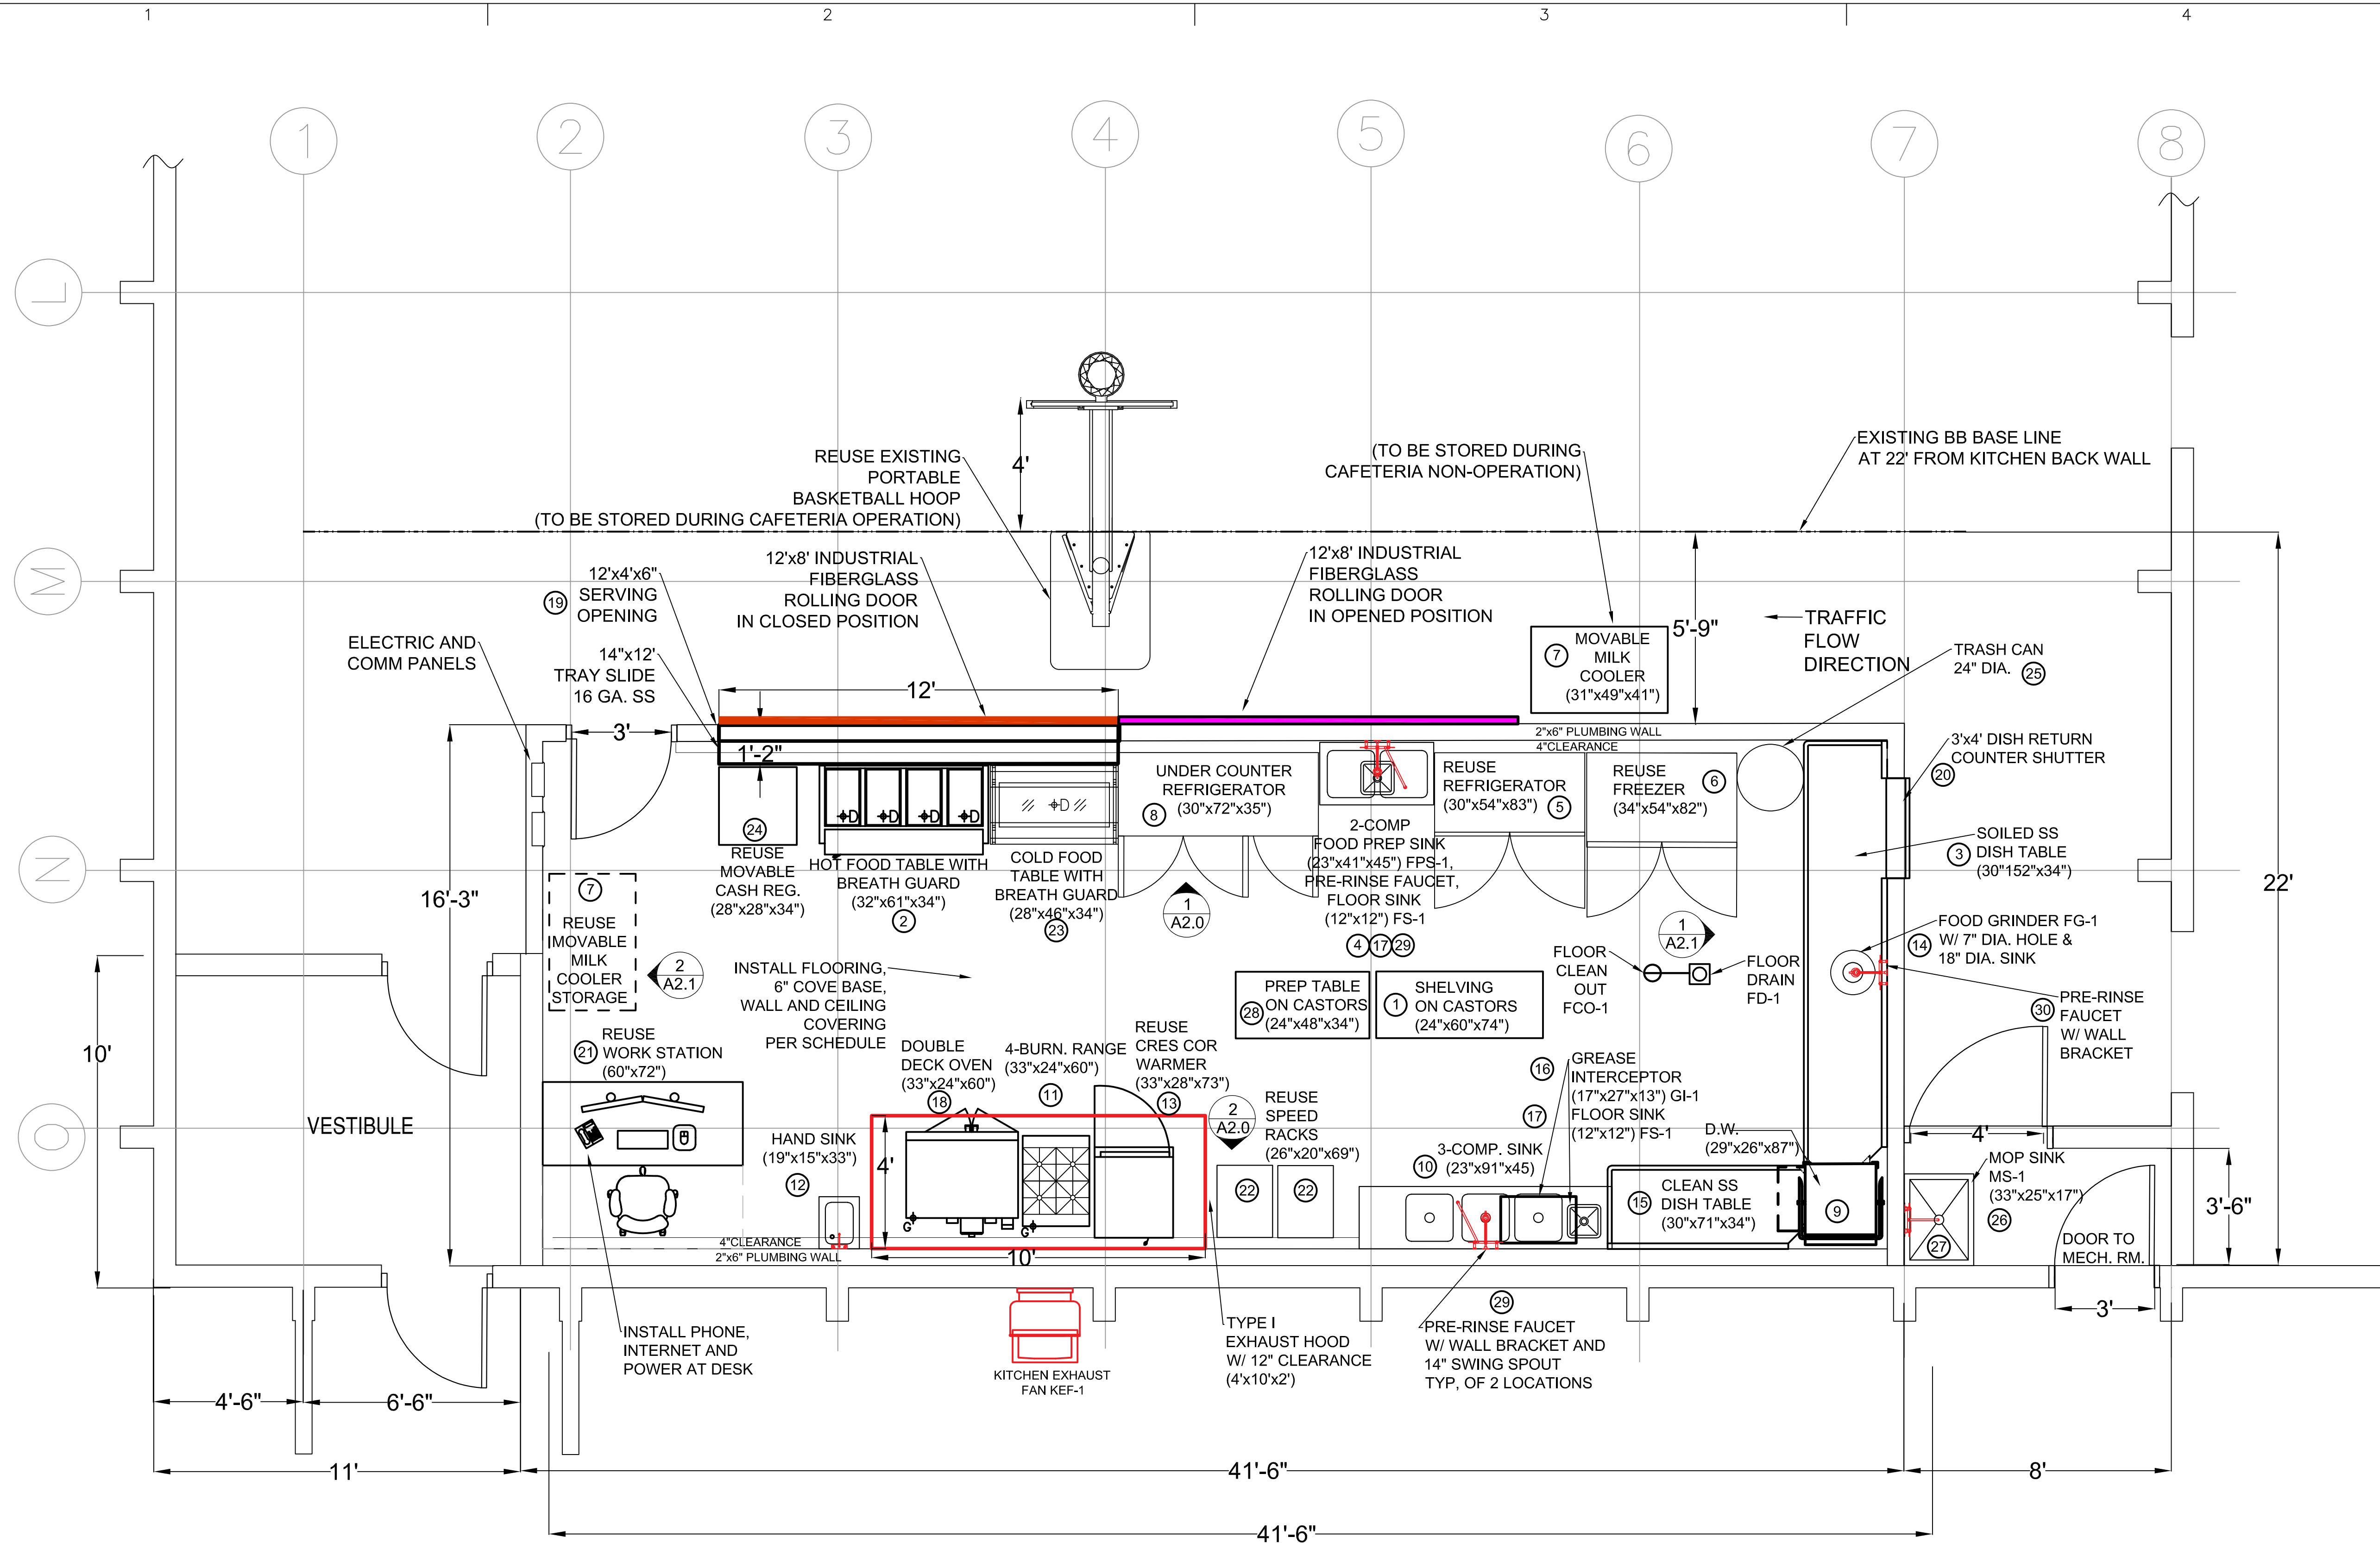 1
2
3
4
1
2
3
4
5
6
7
8
L
M
N
O
REUSE EXISTING
PORTABLE
BASKETBALL HOOP
(TO BE STORED DURING CAFETERIA OPERATION)
4'
(TO BE STORED DURING
CAFETERIA NON-OPERATION)
EXISTING BB BASE LINE
AT 22' FROM KITCHEN BACK WALL
12'x4'x6"
SERVING
OPENING
19
12'x8' INDUSTRIAL
FIBERGLASS
ROLLING DOOR
IN CLOSED POSITION
12'x8' INDUSTRIAL
FIBERGLASS
ROLLING DOOR
IN OPENED POSITION
7
MOVABLE
MILK
COOLER
(31"x49"x41")
5'-9"
TRAFFIC
FLOW
DIRECTION
TRASH CAN
24" DIA.
25
ELECTRIC AND
COMM PANELS
14"x12'
TRAY SLIDE
16 GA. SS
12'
3'
1'-2"
2"x6" PLUMBING WALL
4"CLEARANCE
3'x4' DISH RETURN
COUNTER SHUTTER
20
24
REUSE
MOVABLE
CASH REG.
(28"x28"x34")
D
D
D
D
HOT FOOD TABLE WITH
BREATH GUARD
(32"x61"x34")
2
D
COLD FOOD
TABLE WITH
BREATH GUARD
(28"x46"x34")
23
UNDER COUNTER
REFRIGERATOR
(30"x72"x35")
8
2-COMP
FOOD PREP SINK
(23"x41"x45") FPS-1,
PRE-RINSE FAUCET,
FLOOR SINK
(12"x12") FS-1
4
17
29
REUSE
REFRIGERATOR
(30"x54"x83")
5
REUSE
FREEZER
(34"x54"x82")
6
SOILED SS
DISH TABLE
(30"152"x34")
3
22'
16'-3"
7
REUSE
MOVABLE
MILK
COOLER
STORAGE
2
A2.1
1
A2.0
1
A2.1
FOOD GRINDER FG-1
W/ 7" DIA. HOLE &
18" DIA. SINK
14
INSTALL FLOORING,
6" COVE BASE,
WALL AND CEILING
COVERING
PER SCHEDULE
28
PREP TABLE
ON CASTORS
(24"x48"x34")
1
SHELVING
ON CASTORS
(24"x60"x74")
FLOOR
CLEAN
OUT
FCO-1
FLOOR
DRAIN
FD-1
30
PRE-RINSE
FAUCET
W/ WALL
BRACKET
10'
21
REUSE
WORK STATION
(60"x72")
DOUBLE
DECK OVEN
(33"x24"x60")
18
4-BURN. RANGE
(33"x24"x60")
11
REUSE
CRES COR
WARMER
(33"x28"x73")
13
2
A2.0
REUSE
SPEED
RACKS
(26"x20"x69")
22
22
16
GREASE
INTERCEPTOR
(17"x27"x13") GI-1
17
FLOOR SINK
(12"x12") FS-1
VESTIBULE
HAND SINK
(19"x15"x33")
12
4'
G
G
10
3-COMP. SINK
(23"x91"x45)
D.W.
(29"x26"x87")
9
15
CLEAN SS
DISH TABLE
(30"x71"x34")
4'
MOP SINK
MS-1
(33"x25"x17")
26
27
3'-6"
DOOR TO
MECH. RM.
4"CLEARANCE
2"x6" PLUMBING WALL
10'
3'
INSTALL PHONE,
INTERNET AND
POWER AT DESK
KITCHEN EXHAUST
FAN KEF-1
TYPE I
EXHAUST HOOD
W/ 12" CLEARANCE
(4'x10'x2')
29
PRE-RINSE FAUCET
W/ WALL BRACKET AND
14" SWING SPOUT
TYP, OF 2 LOCATIONS
4'-6"
6'-6"
11'
41'-6"
8'
41'-6"